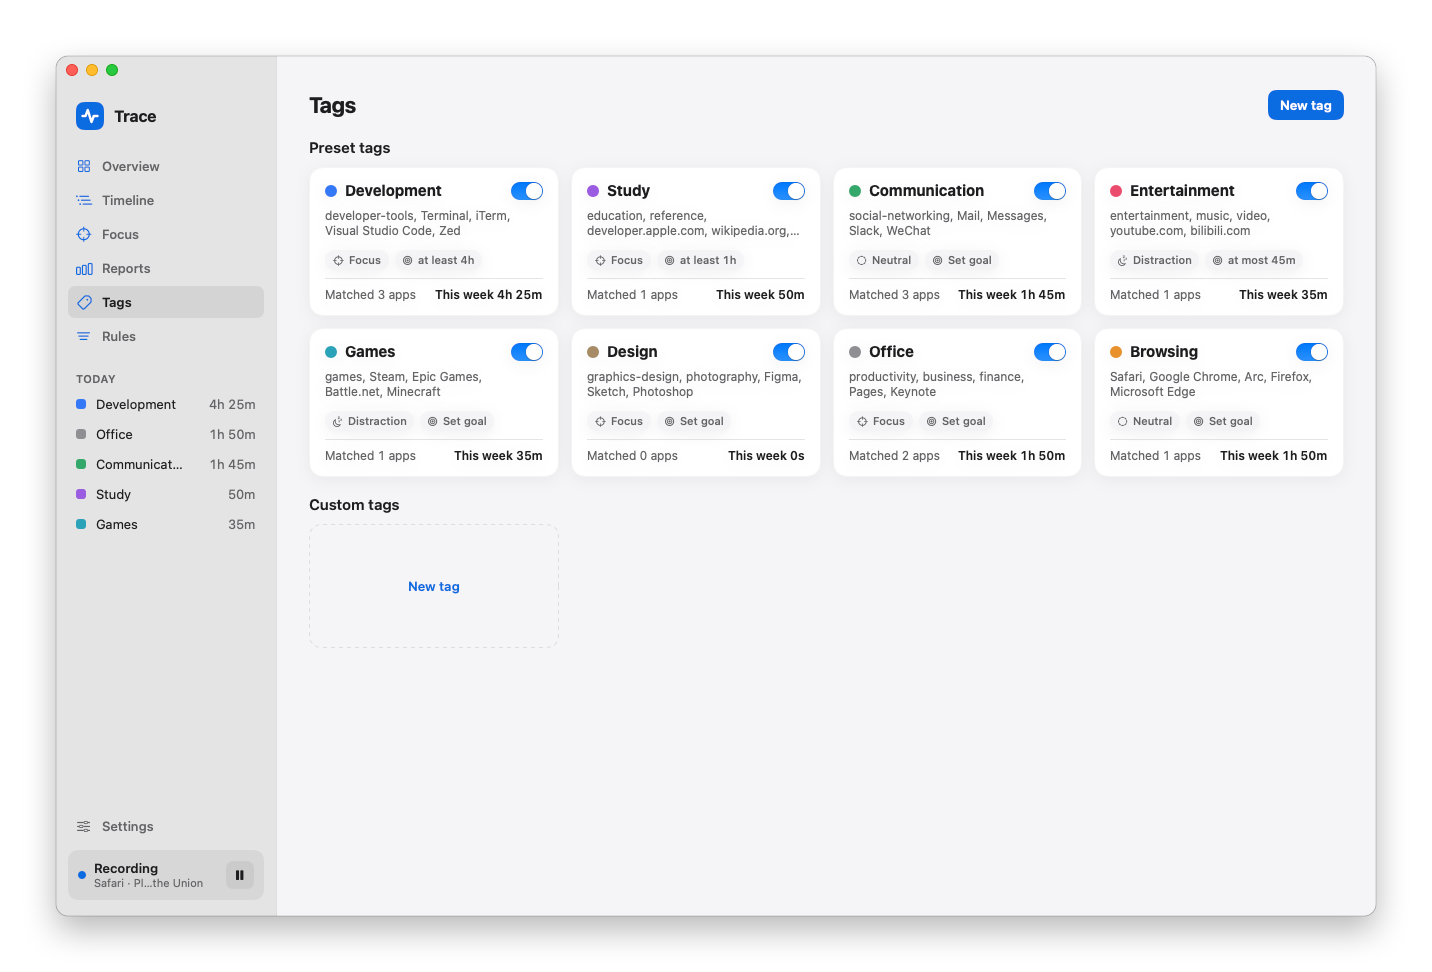 Trace
Overview
Timeline
Focus
Reports
Tags
Rules
TODAY
Development 4h 25m
Office 1h 50m
Communicat... 1h 45m
Study 50m
Games 35m
Settings
Recording
Safari · Pl...the Union
Tags
New tag
Preset tags
Development
developer-tools, Terminal, iTerm,
Visual Studio Code, Zed
Focus at least 4h
Matched 3 apps This week 4h 25m
Study
education, reference,
developer.apple.com, wikipedia.org,...
Focus at least 1h
Matched 1 apps This week 50m
Communication
social-networking, Mail, Messages,
Slack, WeChat
Neutral Set goal
Matched 3 apps This week 1h 45m
Entertainment
entertainment, music, video,
youtube.com, bilibili.com
Distraction at most 45m
Matched 1 apps This week 35m
Games
games, Steam, Epic Games,
Battle.net, Minecraft
Distraction Set goal
Matched 1 apps This week 35m
Design
graphics-design, photography, Figma,
Sketch, Photoshop
Focus Set goal
Matched 0 apps This week 0s
Office
productivity, business, finance,
Pages, Keynote
Focus Set goal
Matched 2 apps This week 1h 50m
Browsing
Safari, Google Chrome, Arc, Firefox,
Microsoft Edge
Neutral Set goal
Matched 1 apps This week 1h 50m
Custom tags
New tag